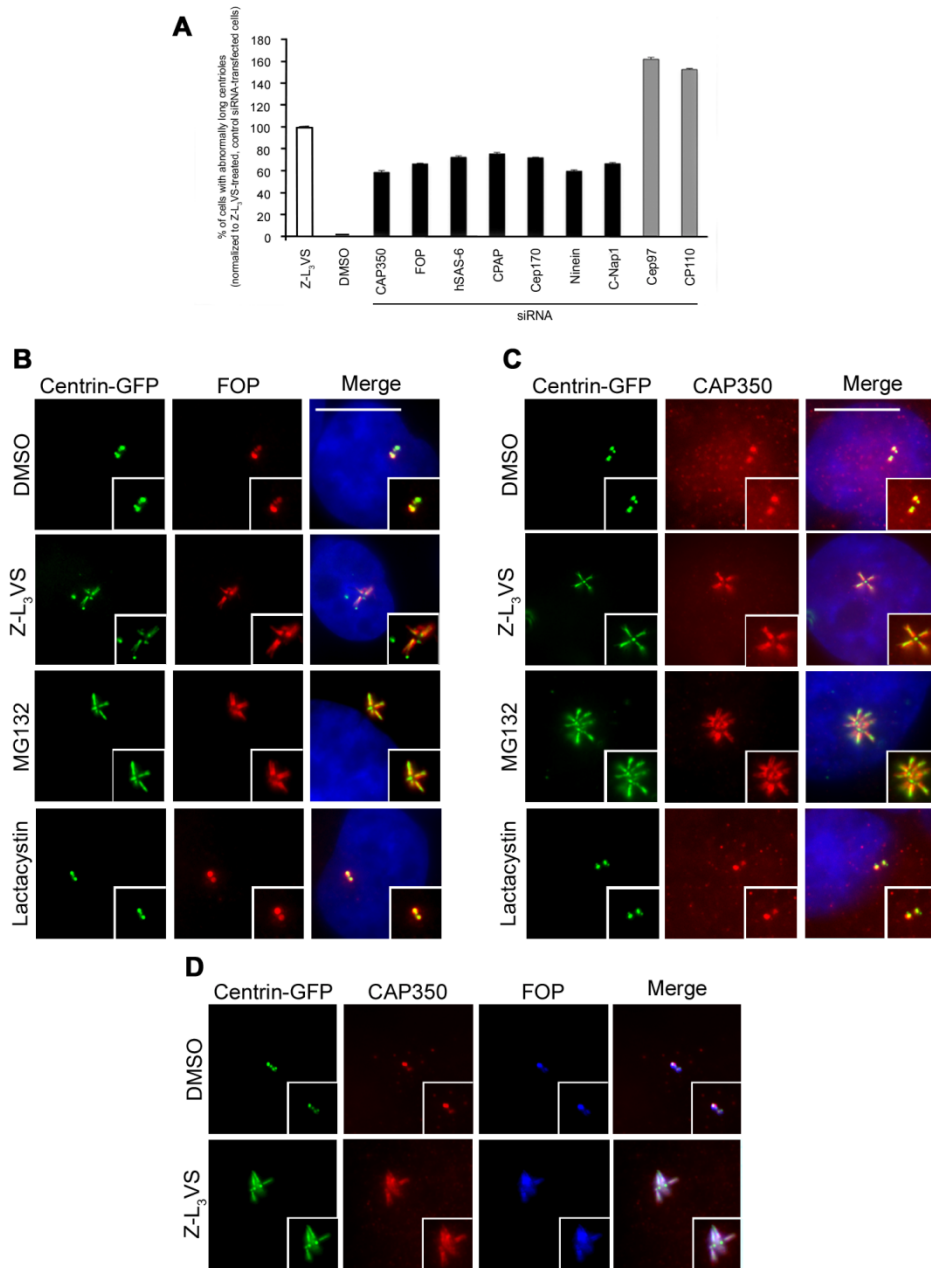 A
% of cells with abnormally long centrioles
(normalized to Z-L3VS-treated, control siRNA-transfected cells)
180
160
140
120
100
80
60
40
20
0
Z-L3VS
DMSO
CAP350
FOP
hSAS-6
CPAP
Cep170
Ninein
C-Nap1
Cep97
CP110
siRNA
B
Centrin-GFP FOP Merge
DMSO
Z-L3VS
MG132
Lactacystin
C
Centrin-GFP CAP350 Merge
DMSO
Z-L3VS
MG132
Lactacystin
D
Centrin-GFP CAP350 FOP Merge
DMSO
Z-L3VS